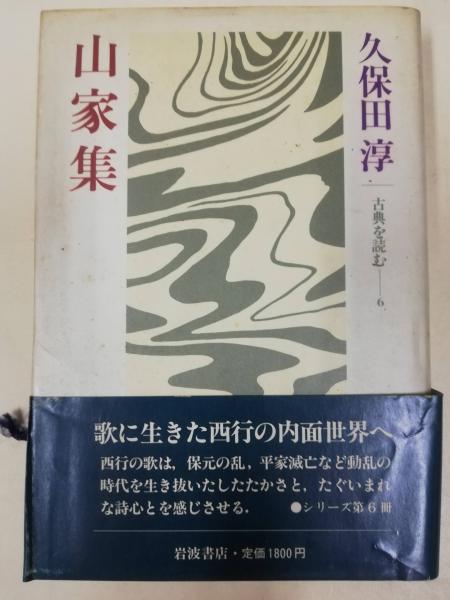 山家集
久保田淳
古典を読む——6
歌に生きた西行の内面世界へ
西行の歌は，保元の乱，平家滅亡など動乱の
時代を生き抜いたしたたかさと，たぐいまれ
な詩心とを感じさせる．
●シリーズ第6冊
岩波書店・定価1800円